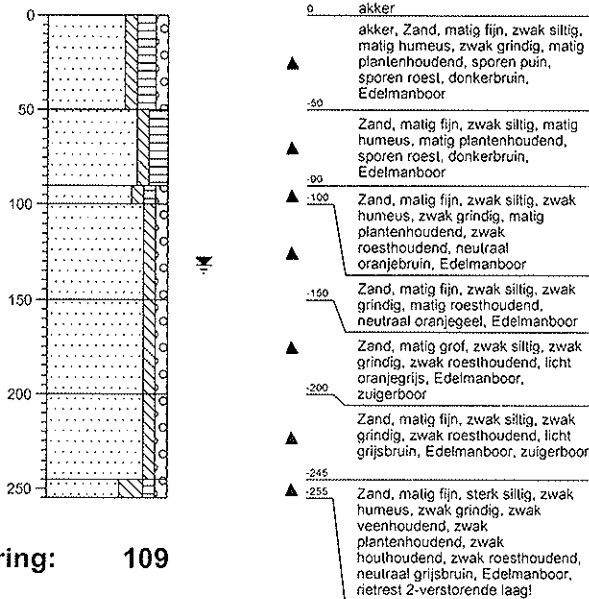 0
50
100
150
200
250
ring: 109
0 akker
akker, Zand, matig fijn, zwak siltig,
matig humeus, zwak grindig, matig
plantenhoudend, sporen puin,
sporen roest, donkerbruin,
Edelmanboor
-50
Zand, matig fijn, zwak siltig, matig
humeus, matig plantenhoudend,
sporen roest, donkerbruin,
Edelmanboor
-90
-100
Zand, matig fijn, zwak siltig, zwak
humeus, zwak grindig, matig
plantenhoudend, zwak
roesthoudend, neutraal
oranjebruin, Edelmanboor
-150
Zand, matig fijn, zwak siltig, zwak
grindig, matig roesthoudend,
neutraal oranjegeel, Edelmanboor
Zand, matig grof, zwak siltig, zwak
grindig, zwak roesthoudend, licht
oranjegrijs, Edelmanboor,
zuigerboor
-200
Zand, matig fijn, zwak siltig, zwak
grindig, zwak roesthoudend, licht
grijsbruin, Edelmanboor, zuigerboor
-245
-255
Zand, matig fijn, sterk siltig, zwak
humeus, zwak grindig, zwak
veenhoudend, zwak
plantenhoudend, zwak
houthoudend, zwak roesthoudend,
neutraal grijsbruin, Edelmanboor,
rietrest 2-verstorende laag!